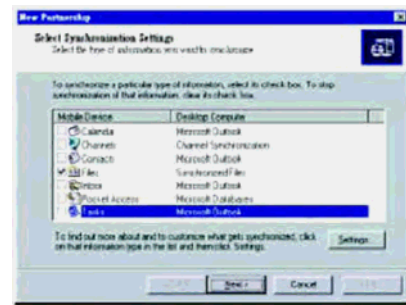 New Partnership
Select Synchronization Settings
Select the type of information you want to synchronize
To synchronize a particular type of information, select its check box. To stop
synchronization of that information, clear its check box.
Mobile Device Desktop Computer
Calendar Microsoft Outlook
Channels Channel Synchronization
Contacts Microsoft Outlook
Files Synchronized Files
Inbox Microsoft Outlook
Pocket Access Microsoft Databases
Tasks Microsoft Outlook
To find out more about and to customize what gets synchronized, click
on that information type in the list and then click Settings.
Settings...
Next >
Cancel